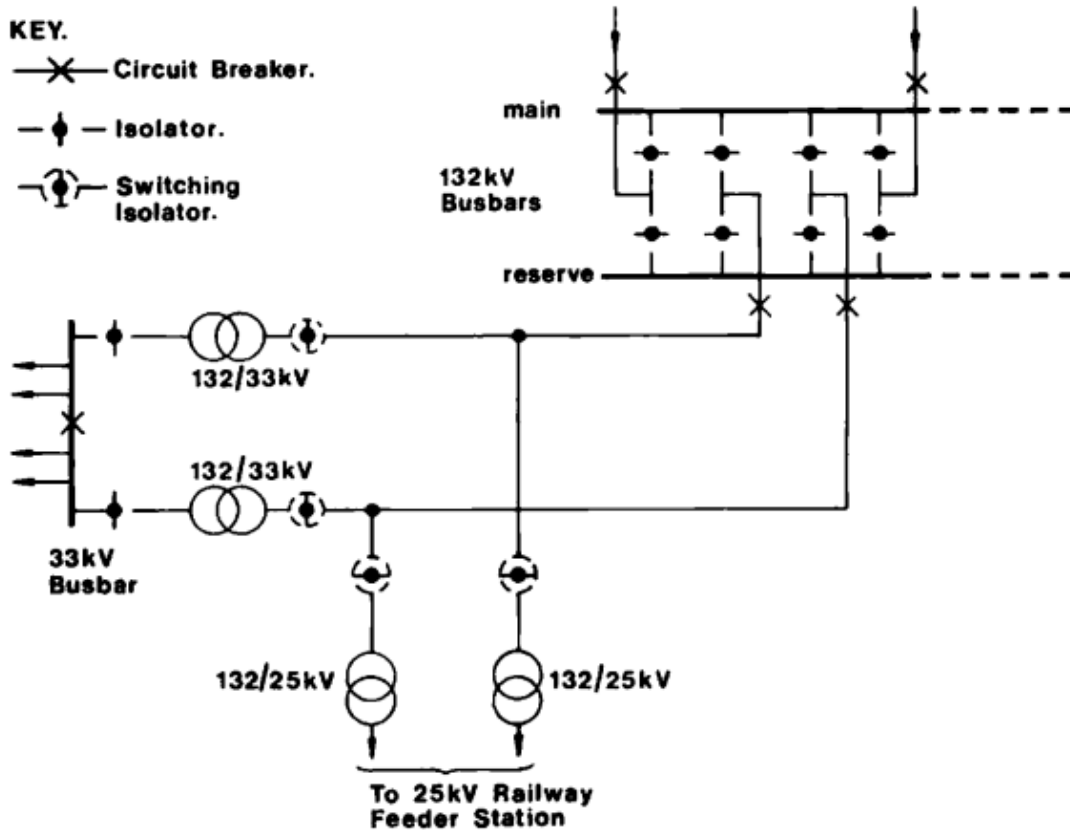 KEY.
Circuit Breaker.
Isolator.
Switching
Isolator.
main
132kV
Busbars
reserve
132/33kV
132/33kV
33kV
Busbar
132/25kV
132/25kV
To 25kV Railway
Feeder Station